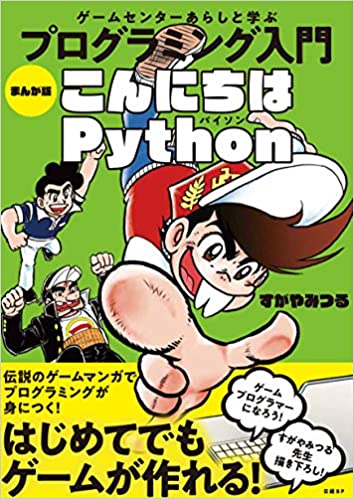 ゲームセンターあらしと学ぶ
プログラミング入門
まんが版
こんにちは
Python
パイソン
すがやみつる
伝説のゲームマンガで
プログラミングが
身につく!
はじめてでも
ゲームが作れる!
ゲーム
プログラマーに
なろう!
すがやみつる
先生
描き下ろし!
日経BP